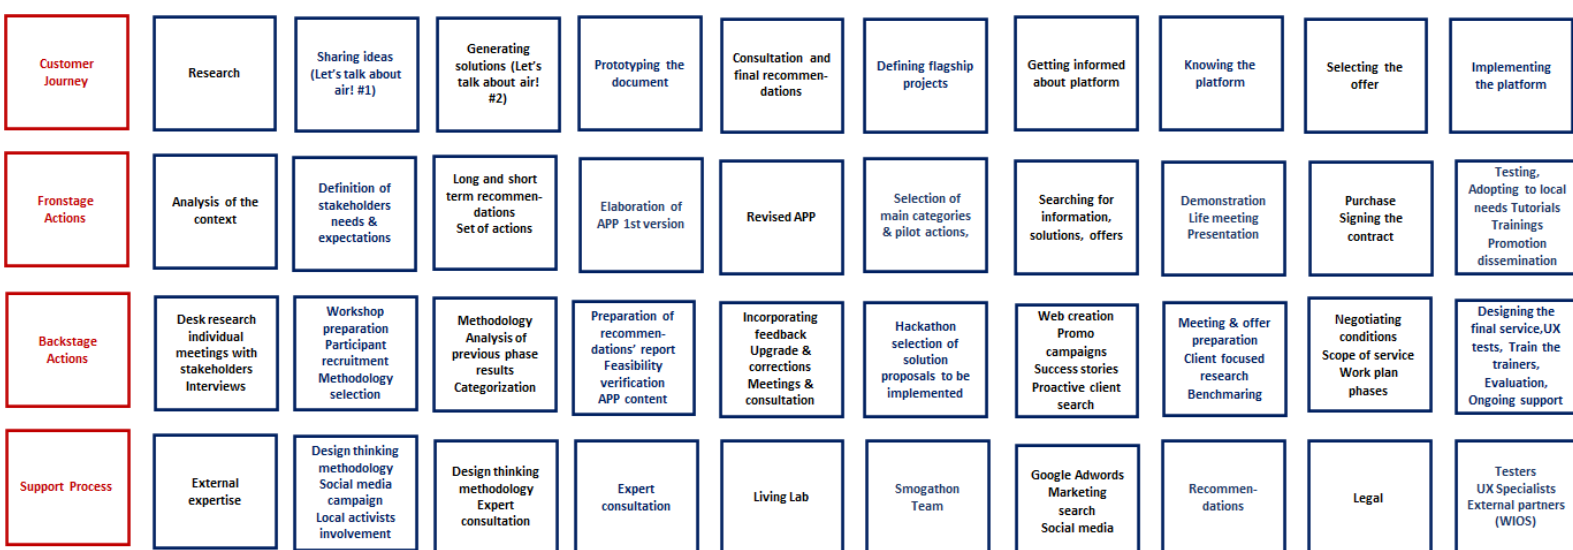 Customer
Journey
Research
Sharing ideas
(Let's talk about
air! #1)
Generating
solutions (Let's
talk about air!
#2)
Prototyping the
document
Consultation and
final recommen-
dations
Defining flagship
projects
Getting informed
about platform
Knowing the
platform
Selecting the
offer
Implementing
the platform
Fronstage
Actions
Analysis of the
context
Definition of
stakeholders
needs &
expectations
Long and short
term recommen-
dations
Set of actions
Elaboration of
APP 1st version
Revised APP
Selection of
main categories
& pilot actions,
Searching for
information,
solutions, offers
Demonstration
Life meeting
Presentation
Purchase
Signing the
contract
Testing,
Adopting to local
needs Tutorials
Trainings
Promotion
dissemination
Backstage
Actions
Desk research
individual
meetings with
stakeholders
Interviews
Workshop
preparation
Participant
recruitment
Methodology
selection
Methodology
Analysis of
previous phase
results
Categorization
Preparation of
recommen-
dations' report
Feasibility
verification
APP content
Incorporating
feedback
Upgrade &
corrections
Meetings &
consultation
Hackathon
selection of
solution
proposals to be
implemented
Web creation
Promo
campaigns
Success stories
Proactive client
search
Meeting & offer
preparation
Client focused
research
Benchmaring
Negotiating
conditions
Scope of service
Work plan
phases
Designing the
final service,UX
tests, Train the
trainers,
Evaluation,
Ongoing support
Support Process
External
expertise
Design thinking
methodology
Social media
campaign
Local activists
involvement
Design thinking
methodology
Expert
consultation
Expert
consultation
Living Lab
Smogathon
Team
Google Adwords
Marketing
search
Social media
Recommen-
dations
Legal
Testers
UX Specialists
External partners
(WIOS)